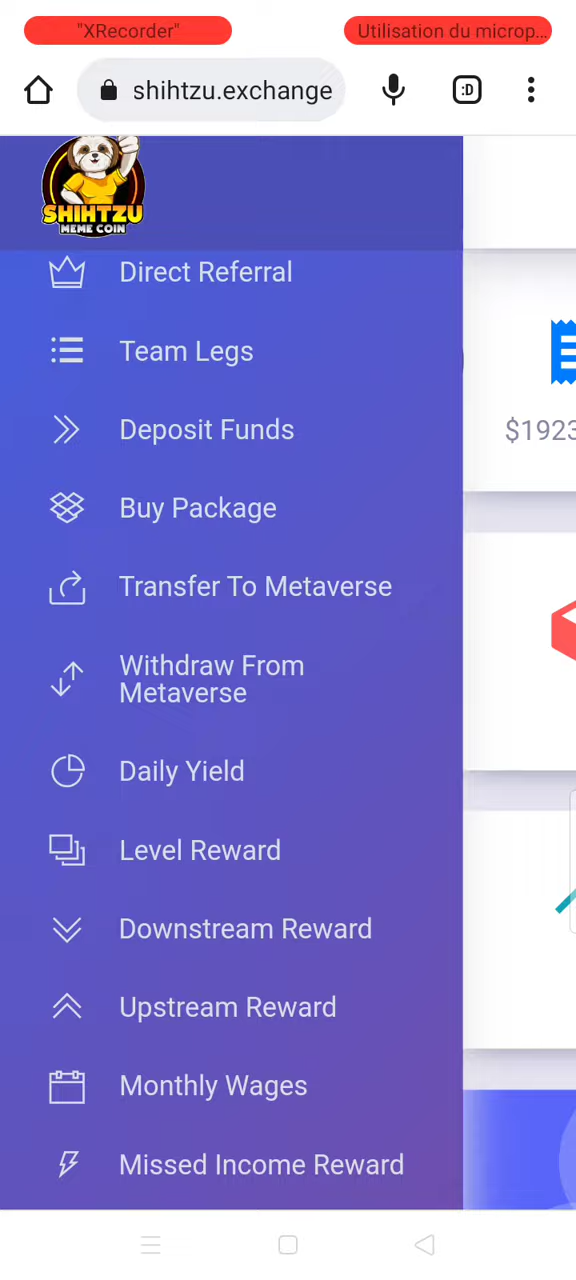 "XRecorder"
Utilisation du microp...
shihtzu.exchange
:D
SHIHTZU
MEME COIN
Direct Referral
Team Legs
Deposit Funds
$1923
Buy Package
Transfer To Metaverse
Withdraw From
Metaverse
Daily Yield
Level Reward
Downstream Reward
Upstream Reward
Monthly Wages
Missed Income Reward